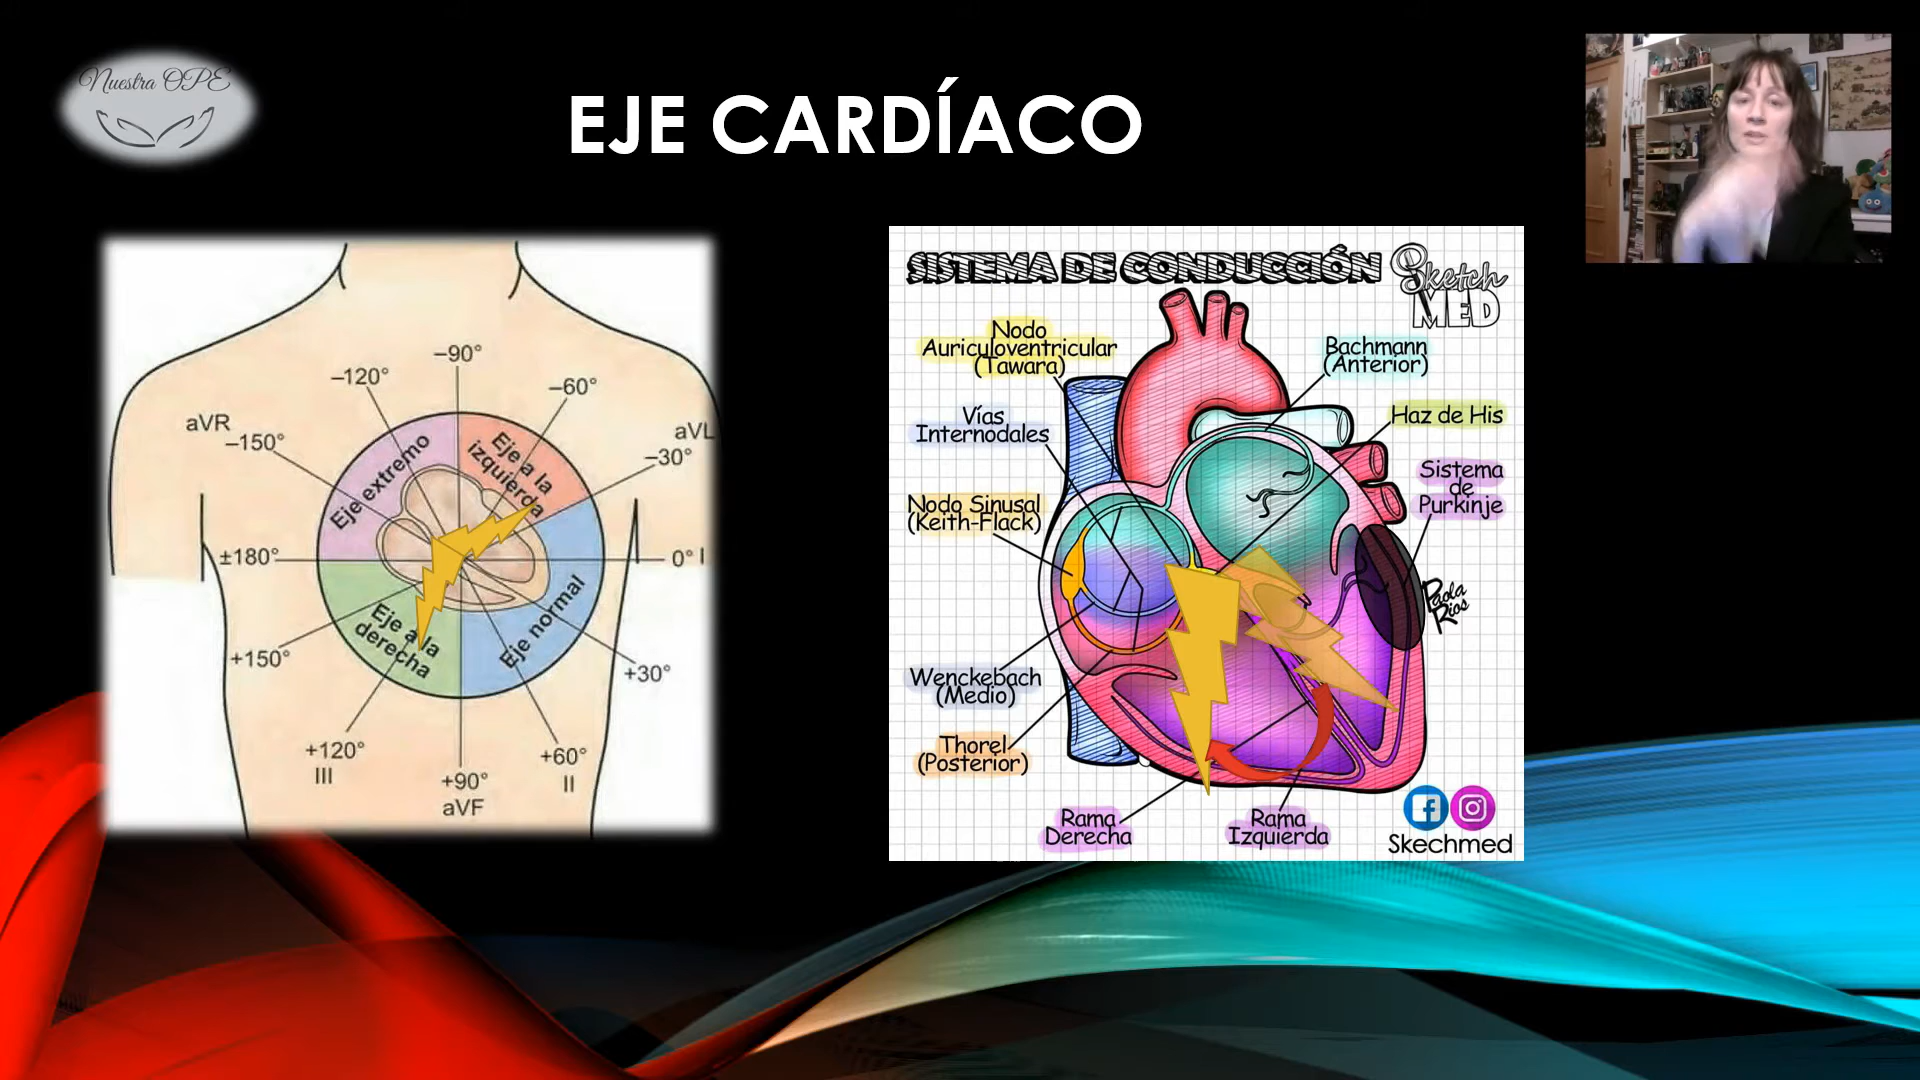 Nuestra OPE
EJE CARDÍACO
-90°
-120°
-60°
aVR
-150°
aVL
-30°
Eje extremo
Eje a la
izquierda
±180°
0° I
Eje a la
derecha
Eje normal
+150°
+30°
+120°
III
+90°
aVF
+60°
II
SISTEMA DE CONDUCCIÓN
Sketch
MED
Nodo
Auriculoventricular
(Tawara)
Bachmann
(Anterior)
Vías
Internodales
Haz de His
Sistema
de
Purkinje
Nodo Sinusal
(Keith-Flack)
Paola
Rios
Wenckebach
(Medio)
Thorel
(Posterior)
Rama
Derecha
Rama
Izquierda
Skechmed